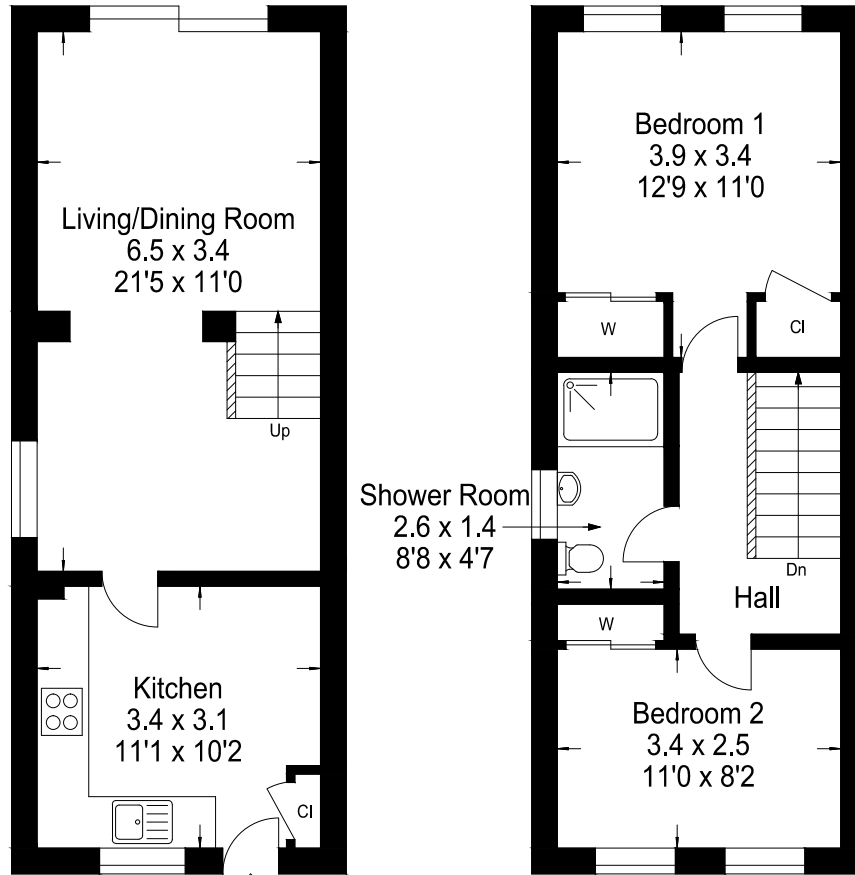 Living/Dining Room
6.5 x 3.4
21'5 x 11'0
Up
Kitchen
3.4 x 3.1
11'1 x 10'2
Cl
Bedroom 1
3.9 x 3.4
12'9 x 11'0
W
Cl
Shower Room
2.6 x 1.4
8'8 x 4'7
Dn
Hall
W
Bedroom 2
3.4 x 2.5
11'0 x 8'2